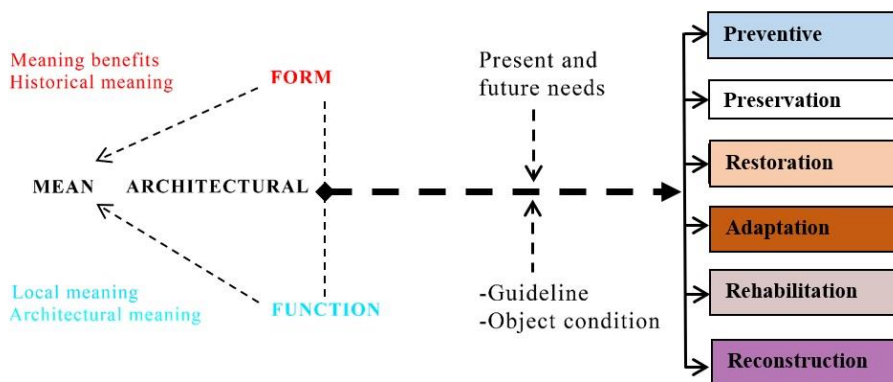 Meaning benefits
Historical meaning
FORM
MEAN
ARCHITECTURAL
Local meaning
Architectural meaning
FUNCTION
Present and
future needs
-Guideline
-Object condition
Preventive
Preservation
Restoration
Adaptation
Rehabilitation
Reconstruction